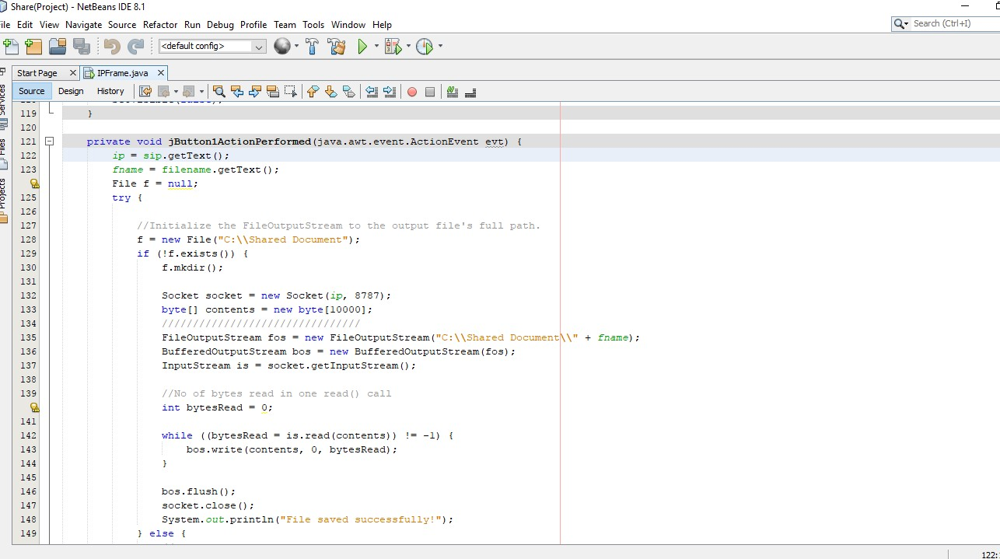 Share(Project) - NetBeans IDE 8.1
ile Edit View Navigate Source Refactor Run Debug Profile Team Tools Window Help
Search (Ctrl+I)
<default config>
Start Page IPFrame.java
Source Design History
Services
Files
Projects
119 }
120
121 private void jButton1ActionPerformed(java.awt.event.ActionEvent evt) {
122 ip = sip.getText();
123 fname = filename.getText();
File f = null;
125 try {
126
127 //Initialize the FileOutputStream to the output file's full path.
128 f = new File("C:\\Shared Document");
129 if (!f.exists()) {
130 f.mkdir();
131
132 Socket socket = new Socket(ip, 8787);
133 byte[] contents = new byte[10000];
134 ////////////////////////////////
135 FileOutputStream fos = new FileOutputStream("C:\\Shared Document\\" + fname);
136 BufferedOutputStream bos = new BufferedOutputStream(fos);
137 InputStream is = socket.getInputStream();
138
139 //No of bytes read in one read() call
int bytesRead = 0;
141
142 while ((bytesRead = is.read(contents)) != -1) {
143 bos.write(contents, 0, bytesRead);
144 }
145
146 bos.flush();
147 socket.close();
148 System.out.println("File saved successfully!");
149 } else {
122: